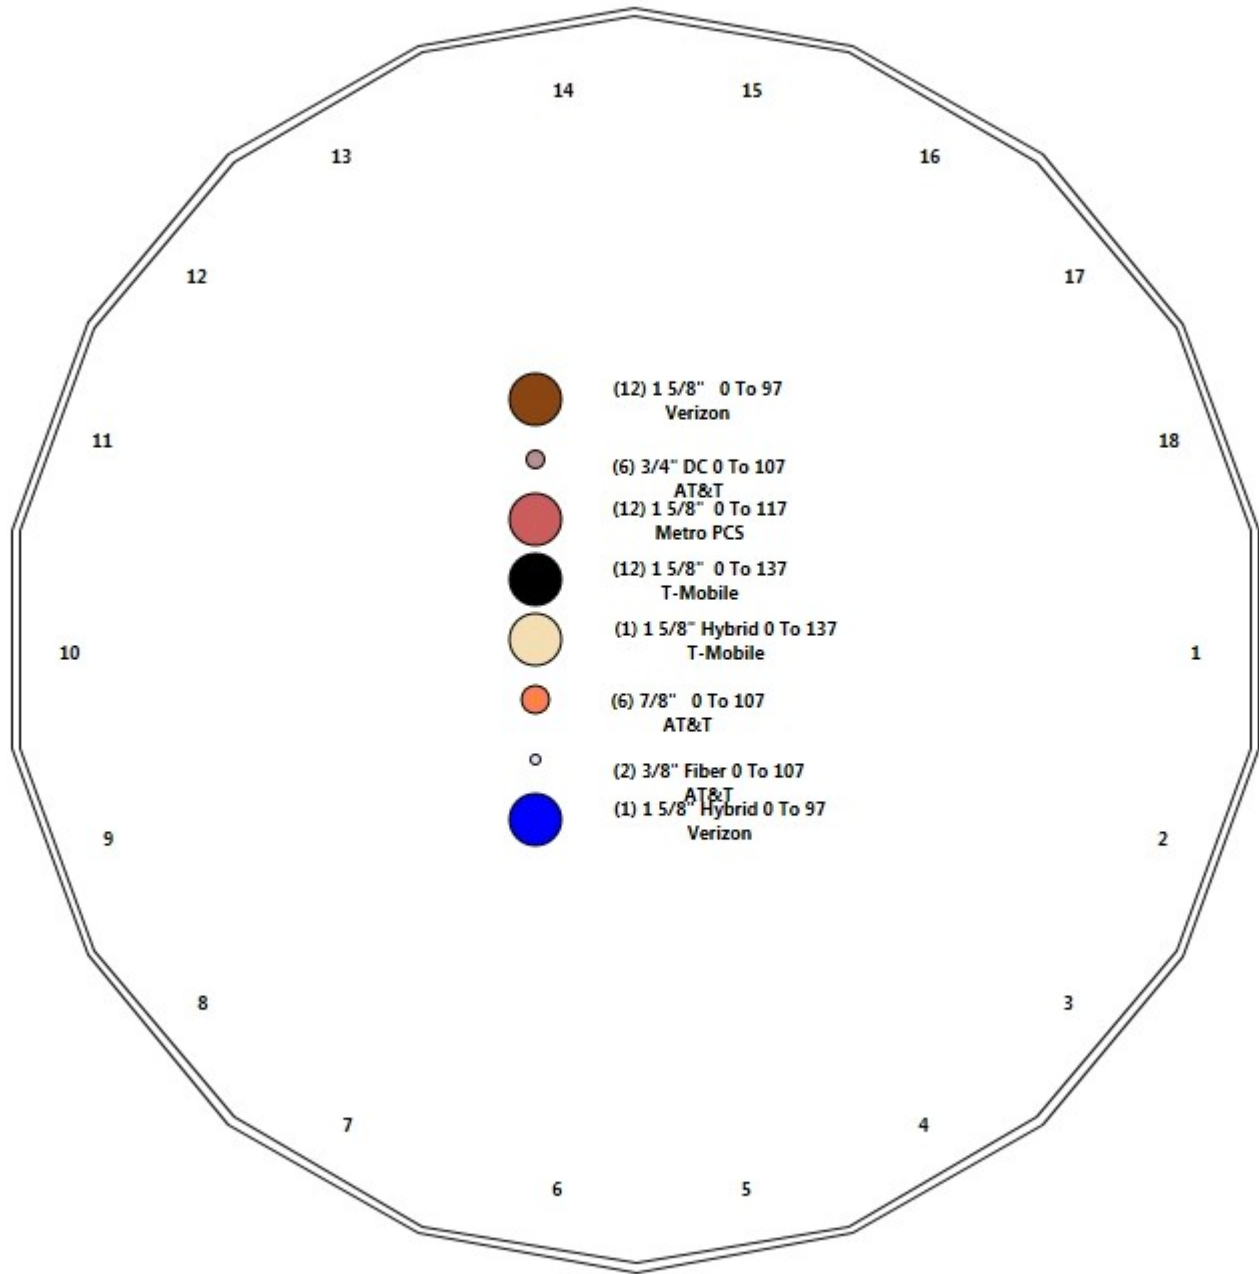 14
15
13
16
12
17
(12) 1 5/8" 0 To 97
Verizon
11
18
(6) 3/4" DC 0 To 107
AT&T
(12) 1 5/8" 0 To 117
Metro PCS
(12) 1 5/8" 0 To 137
T-Mobile
(1) 1 5/8" Hybrid 0 To 137
T-Mobile
10
1
(6) 7/8" 0 To 107
AT&T
(2) 3/8" Fiber 0 To 107
AT&T
(1) 1 5/8" Hybrid 0 To 97
Verizon
9
2
8
3
7
4
6
5